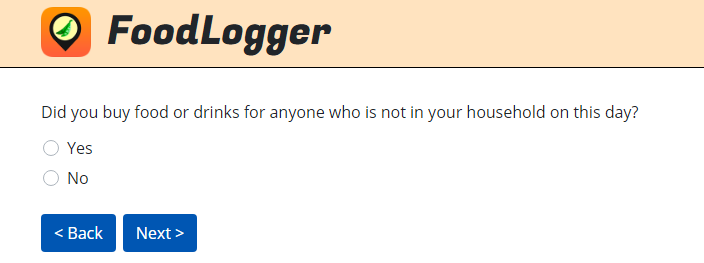 FoodLogger
Did you buy food or drinks for anyone who is not in your household on this day?
Yes
No
< Back Next >